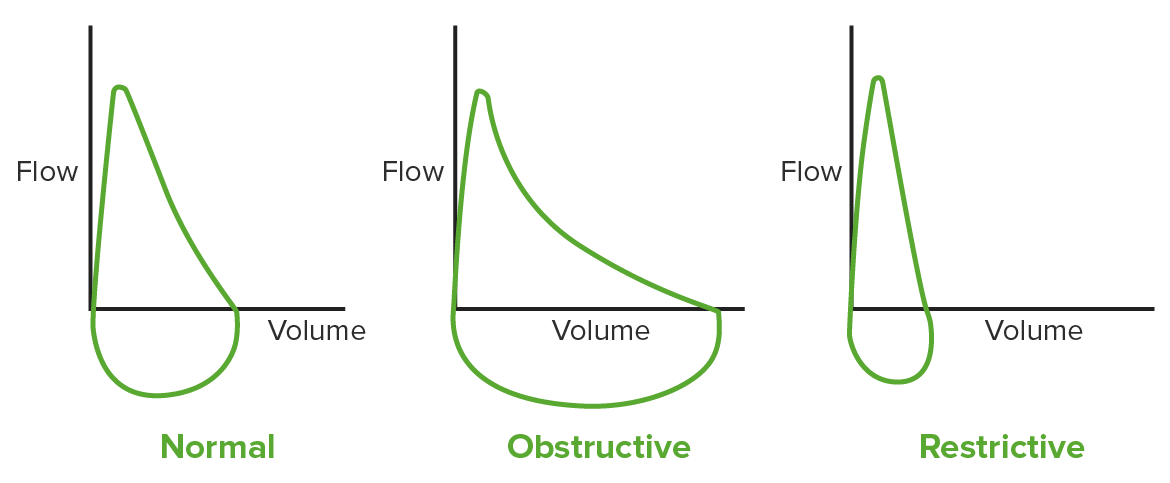 Flow
Volume
Normal
Flow
Volume
Obstructive
Flow
Volume
Restrictive